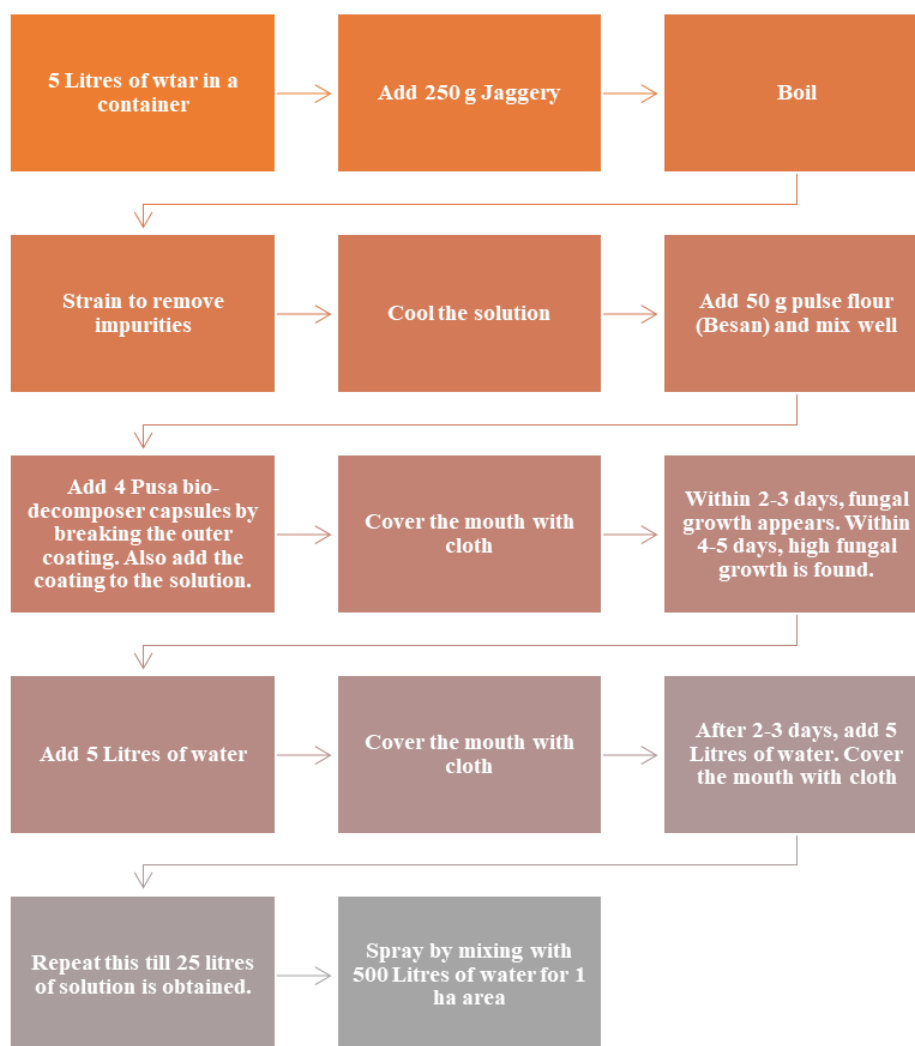 5 Litres of wtar in a
container
Add 250 g Jaggery
Boil
Strain to remove
impurities
Cool the solution
Add 50 g pulse flour
(Besan) and mix well
Add 4 Pusa bio-
decomposer capsules by
breaking the outer
coating. Also add the
coating to the solution.
Cover the mouth with
cloth
Within 2-3 days, fungal
growth appears. Within
4-5 days, high fungal
growth is found.
Add 5 Litres of water
Cover the mouth with
cloth
After 2-3 days, add 5
Litres of water. Cover
the mouth with cloth
Repeat this till 25 litres
of solution is obtained.
Spray by mixing with
500 Litres of water for 1
ha area